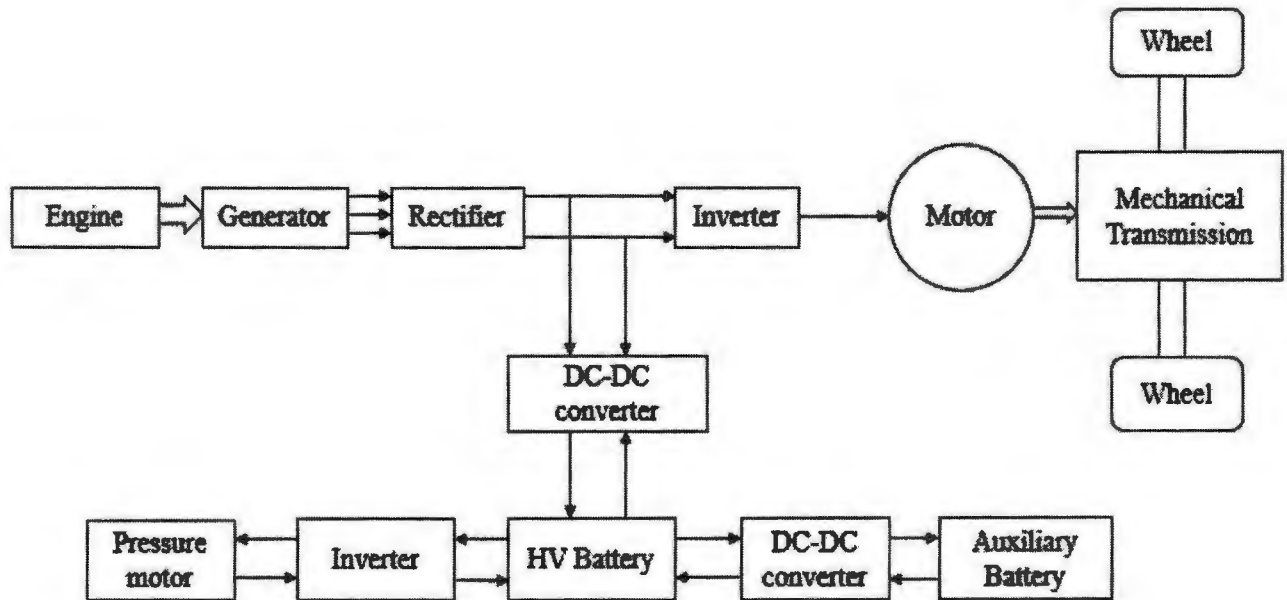 Wheel
Engine
Generator
Rectifier
Inverter
Motor
Mechanical
Transmission
DC-DC
converter
Wheel
Pressure
motor
Inverter
HV Battery
DC-DC
converter
Auxiliary
Battery